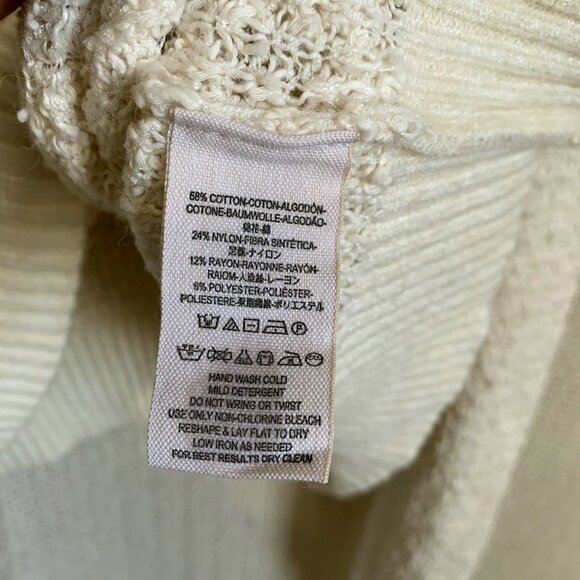 58% COTTON-COTON-ALGODÓN-
COTONE-BAUMWOLLE-ALGODÃO-
棉花-綿
24% NYLON-FIBRA SINTÉTICA-
尼龍-ナイロン
12% RAYON-RAYONNE-RAYÓN-
RAIOM-人造絲-レーヨン
6% POLYESTER-POLIÉSTER-
POLIESTERE-聚酯纖維-ポリエステル
HAND WASH COLD
MILD DETERGENT
DO NOT WRING OR TWIST
USE ONLY NON-CHLORINE BLEACH
RESHAPE & LAY FLAT TO DRY
LOW IRON AS NEEDED
FOR BEST RESULTS DRY CLEAN